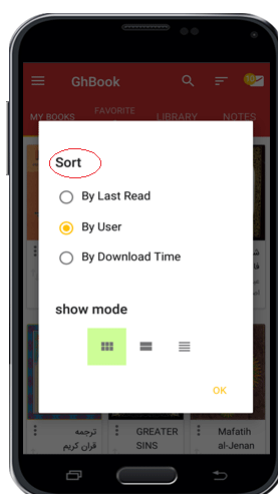 GhBook
MY BOOKS
FAVORITE
LIBRARY
NOTES
Sort
By Last Read
By User
By Download Time
show mode
OK
ترجمه
قرآن کریم
GREATER
SINS
Mafatih
al-Jenan